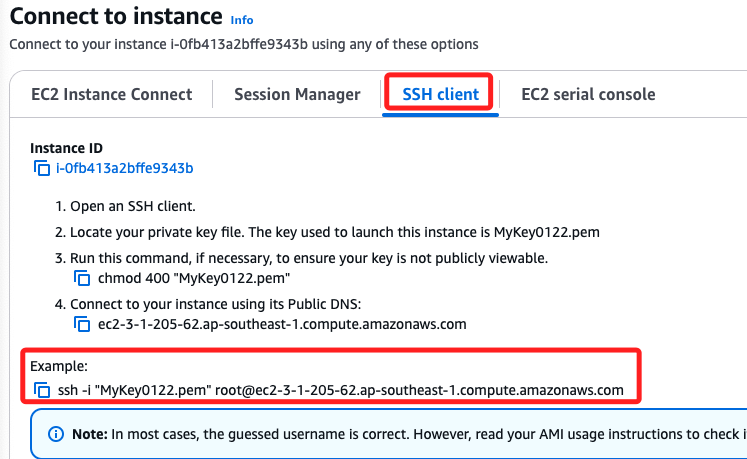 Connect to instance Info
Connect to your instance i-0fb413a2bffe9343b using any of these options
EC2 Instance Connect Session Manager SSH client EC2 serial console
Instance ID
i-0fb413a2bffe9343b
1. Open an SSH client.
2. Locate your private key file. The key used to launch this instance is MyKey0122.pem
3. Run this command, if necessary, to ensure your key is not publicly viewable.
chmod 400 "MyKey0122.pem"
4. Connect to your instance using its Public DNS:
ec2-3-1-205-62.ap-southeast-1.compute.amazonaws.com
Example:
ssh -i "MyKey0122.pem" root@ec2-3-1-205-62.ap-southeast-1.compute.amazonaws.com
Note: In most cases, the guessed username is correct. However, read your AMI usage instructions to check i